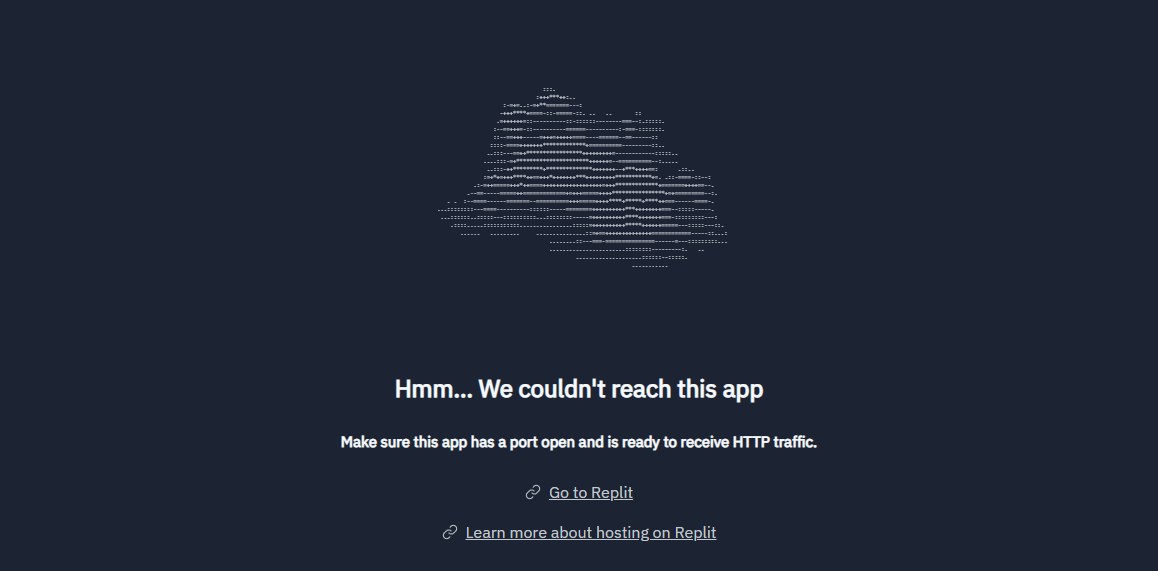 Hmm... We couldn't reach this app
Make sure this app has a port open and is ready to receive HTTP traffic.
Go to Replit
Learn more about hosting on Replit